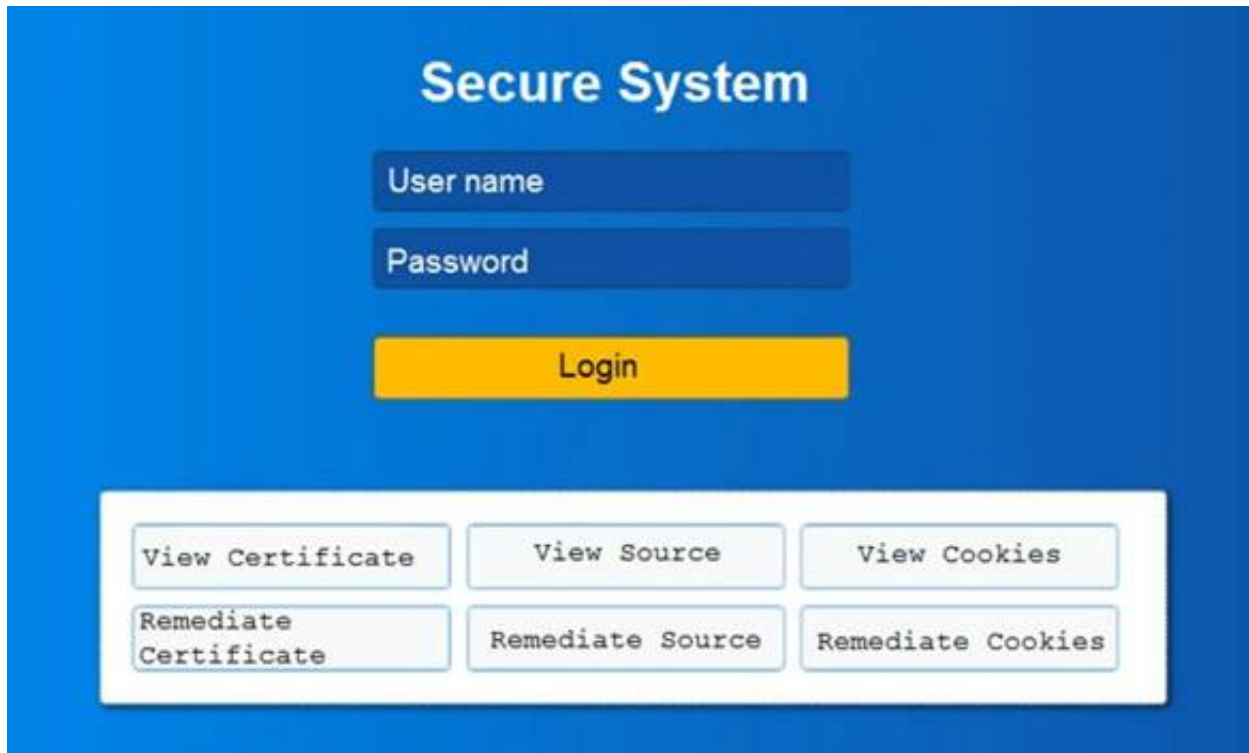 Secure System
User name
Password
Login
View Certificate
View Source
View Cookies
Remediate
Certificate
Remediate Source
Remediate Cookies